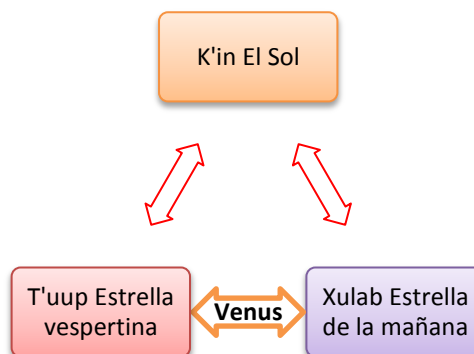 K'in El Sol
T'uup Estrella
vespertina
Venus
Xulab Estrella
de la mañana